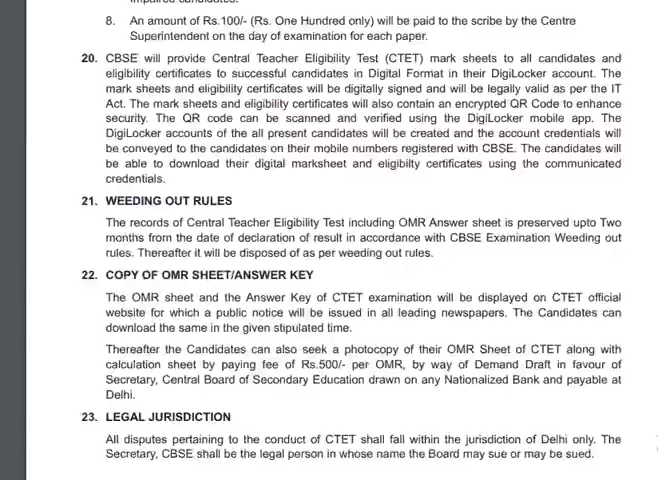 impaired candidates.
8. An amount of Rs.100/- (Rs. One Hundred only) will be paid to the scribe by the Centre
Superintendent on the day of examination for each paper.
20. CBSE will provide Central Teacher Eligibility Test (CTET) mark sheets to all candidates and
eligibility certificates to successful candidates in Digital Format in their DigiLocker account. The
mark sheets and eligibility certificates will be digitally signed and will be legally valid as per the IT
Act. The mark sheets and eligibility certificates will also contain an encrypted QR Code to enhance
security. The QR code can be scanned and verified using the DigiLocker mobile app. The
DigiLocker accounts of the all present candidates will be created and the account credentials will
be conveyed to the candidates on their mobile numbers registered with CBSE. The candidates will
be able to download their digital marksheet and eligibilty certificates using the communicated
credentials.
21. WEEDING OUT RULES
The records of Central Teacher Eligibility Test including OMR Answer sheet is preserved upto Two
months from the date of declaration of result in accordance with CBSE Examination Weeding out
rules. Thereafter it will be disposed of as per weeding out rules.
22. COPY OF OMR SHEET/ANSWER KEY
The OMR sheet and the Answer Key of CTET examination will be displayed on CTET official
website for which a public notice will be issued in all leading newspapers. The Candidates can
download the same in the given stipulated time.
Thereafter the Candidates can also seek a photocopy of their OMR Sheet of CTET along with
calculation sheet by paying fee of Rs.500/- per OMR, by way of Demand Draft in favour of
Secretary, Central Board of Secondary Education drawn on any Nationalized Bank and payable at
Delhi.
23. LEGAL JURISDICTION
All disputes pertaining to the conduct of CTET shall fall within the jurisdiction of Delhi only. The
Secretary, CBSE shall be the legal person in whose name the Board may sue or may be sued.